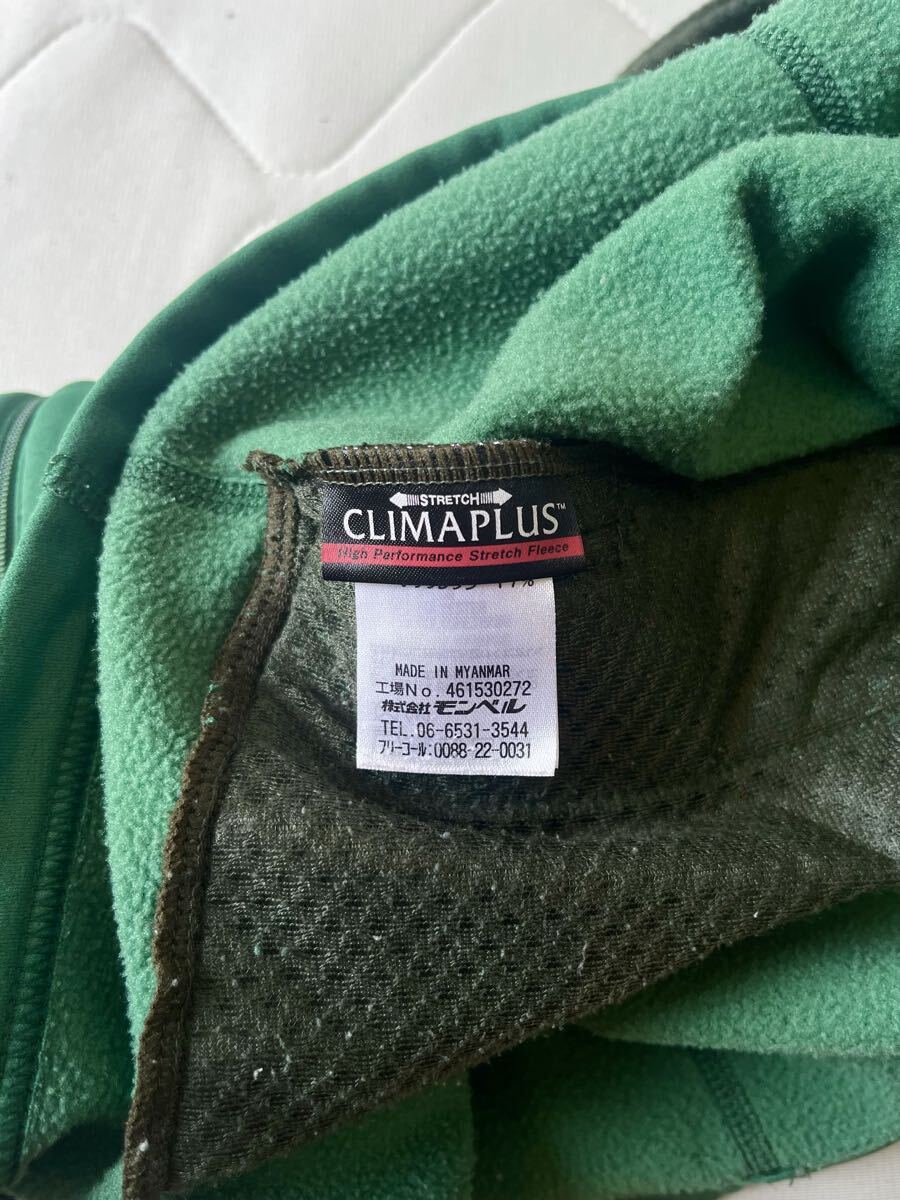 STRETCH
CLIMAPLUS™
High Performance Stretch Fleece
MADE IN MYANMAR
工場No.461530272
株式会社モンベル
TEL.06-6531-3544
フリーコール:0088-22-0031